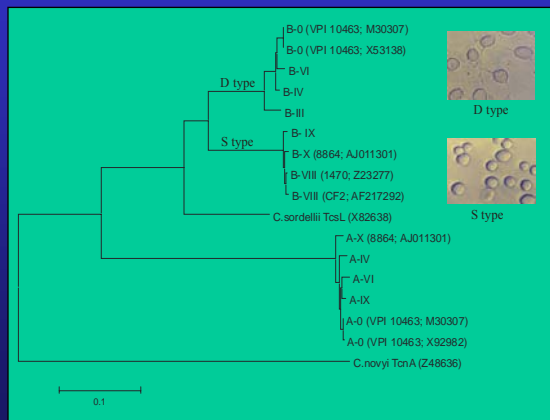 B-0 (VPI 10463; M30307)
B-0 (VPI 10463; X53138)
B-VI
D type
B-IV
B-III
D type
B- IX
S type
B-X (8864; AJ011301)
B-VIII (1470; Z23277)
B-VIII (CF2; AF217292)
C.sordellii TcsL (X82638)
S type
A-X (8864; AJ011301)
A-IV
A-VI
A-IX
A-0 (VPI 10463; M30307)
A-0 (VPI 10463; X92982)
C.novyi TcnA (Z48636)
0.1